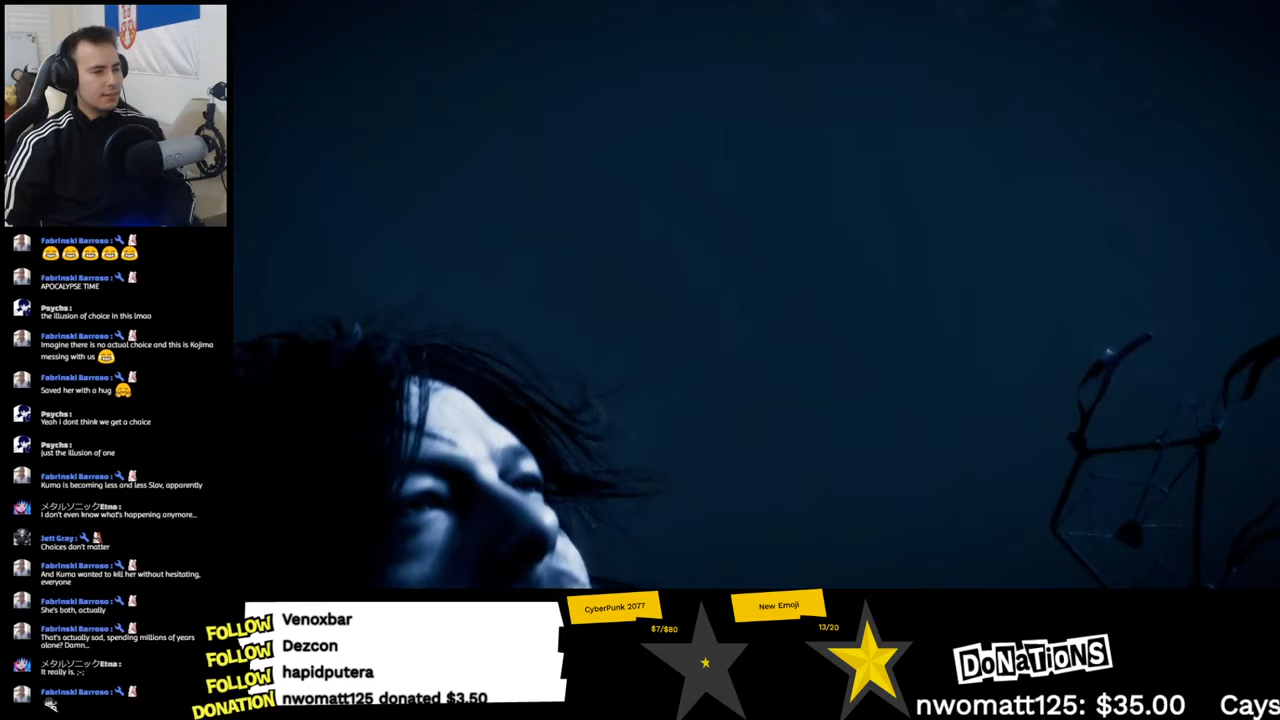 Fabrinski Barroso :
Fabrinski Barroso :
APOCALYPSE TIME
Psychs :
the illusion of choice in this lmao
Fabrinski Barroso :
Imagine there is no actual choice and this is Kojima
messing with us
Fabrinski Barroso :
Saved her with a hug
Psychs :
Yeah I dont think we get a choice
Psychs :
just the illusion of one
Fabrinski Barroso :
Kuma is becoming less and less Slav, apparently
メタルソニックEtna :
I don't even know what's happening anymore...
Jett Gray :
Choices don't matter
Fabrinski Barroso :
And Kuma wanted to kill her without hesitating,
everyone
Fabrinski Barroso :
She's both, actually
Fabrinski Barroso :
That's actually sad, spending millions of years
alone? Damn...
メタルソニックEtna :
It really is. ;-;
Fabrinski Barroso :
FOLLOW Venoxbar
FOLLOW Dezcon
FOLLOW hapidputera
DONATION nwomatt125 donated $3.50
CyberPunk 2077
$7/$80
New Emoji
13/20
DONATIONS
nwomatt125: $35.00 Cays